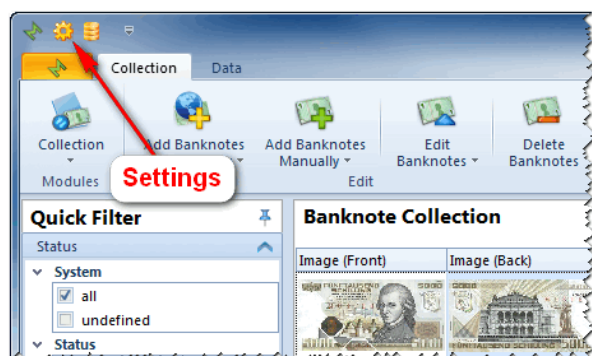 Collection Data
Collection
Add Banknotes
Add Banknotes
Manually
Edit
Banknotes
Delete
Banknotes
Modules
Settings
Edit
Quick Filter
Banknote Collection
Status
Image (Front)
Image (Back)
System
all
undefined
Status
5000